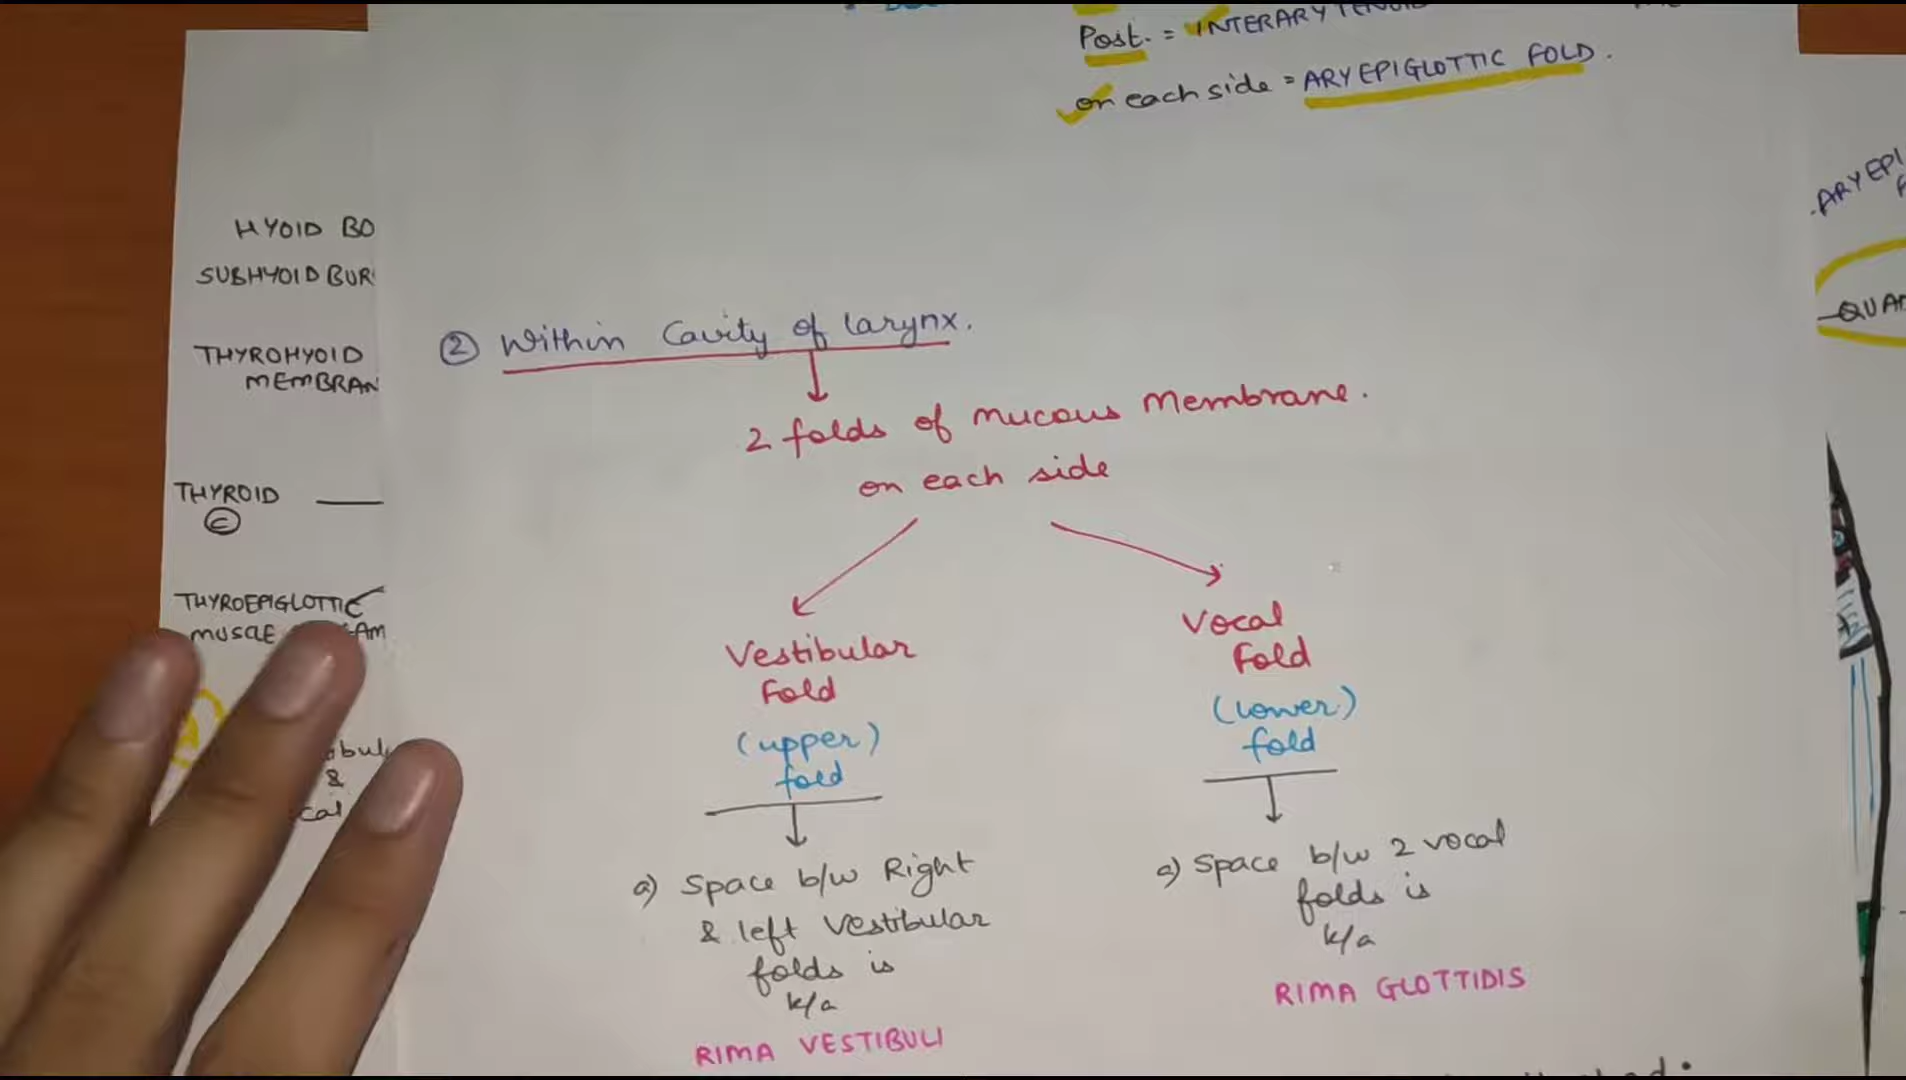 Post. = INTERARYTENOID
on each side = ARYEPIGLOTTIC FOLD.
ARYEPI
QUA
HYOID BO
SUBHYOID BUR
THYROHYOID
MEMBRAN
THYROID
C
THYROEPIGLOTTIC
MUSCLE
② Within Cavity of larynx.
2 folds of mucous Membrane.
on each side
Vestibular
Fold
(upper)
fold
a) Space b/w Right
& left vestibular
folds is
k/a
RIMA VESTIBULI
Vocal
Fold
(lower)
fold
a) Space b/w 2 vocal
folds is
k/a
RIMA GLOTTIDIS
&